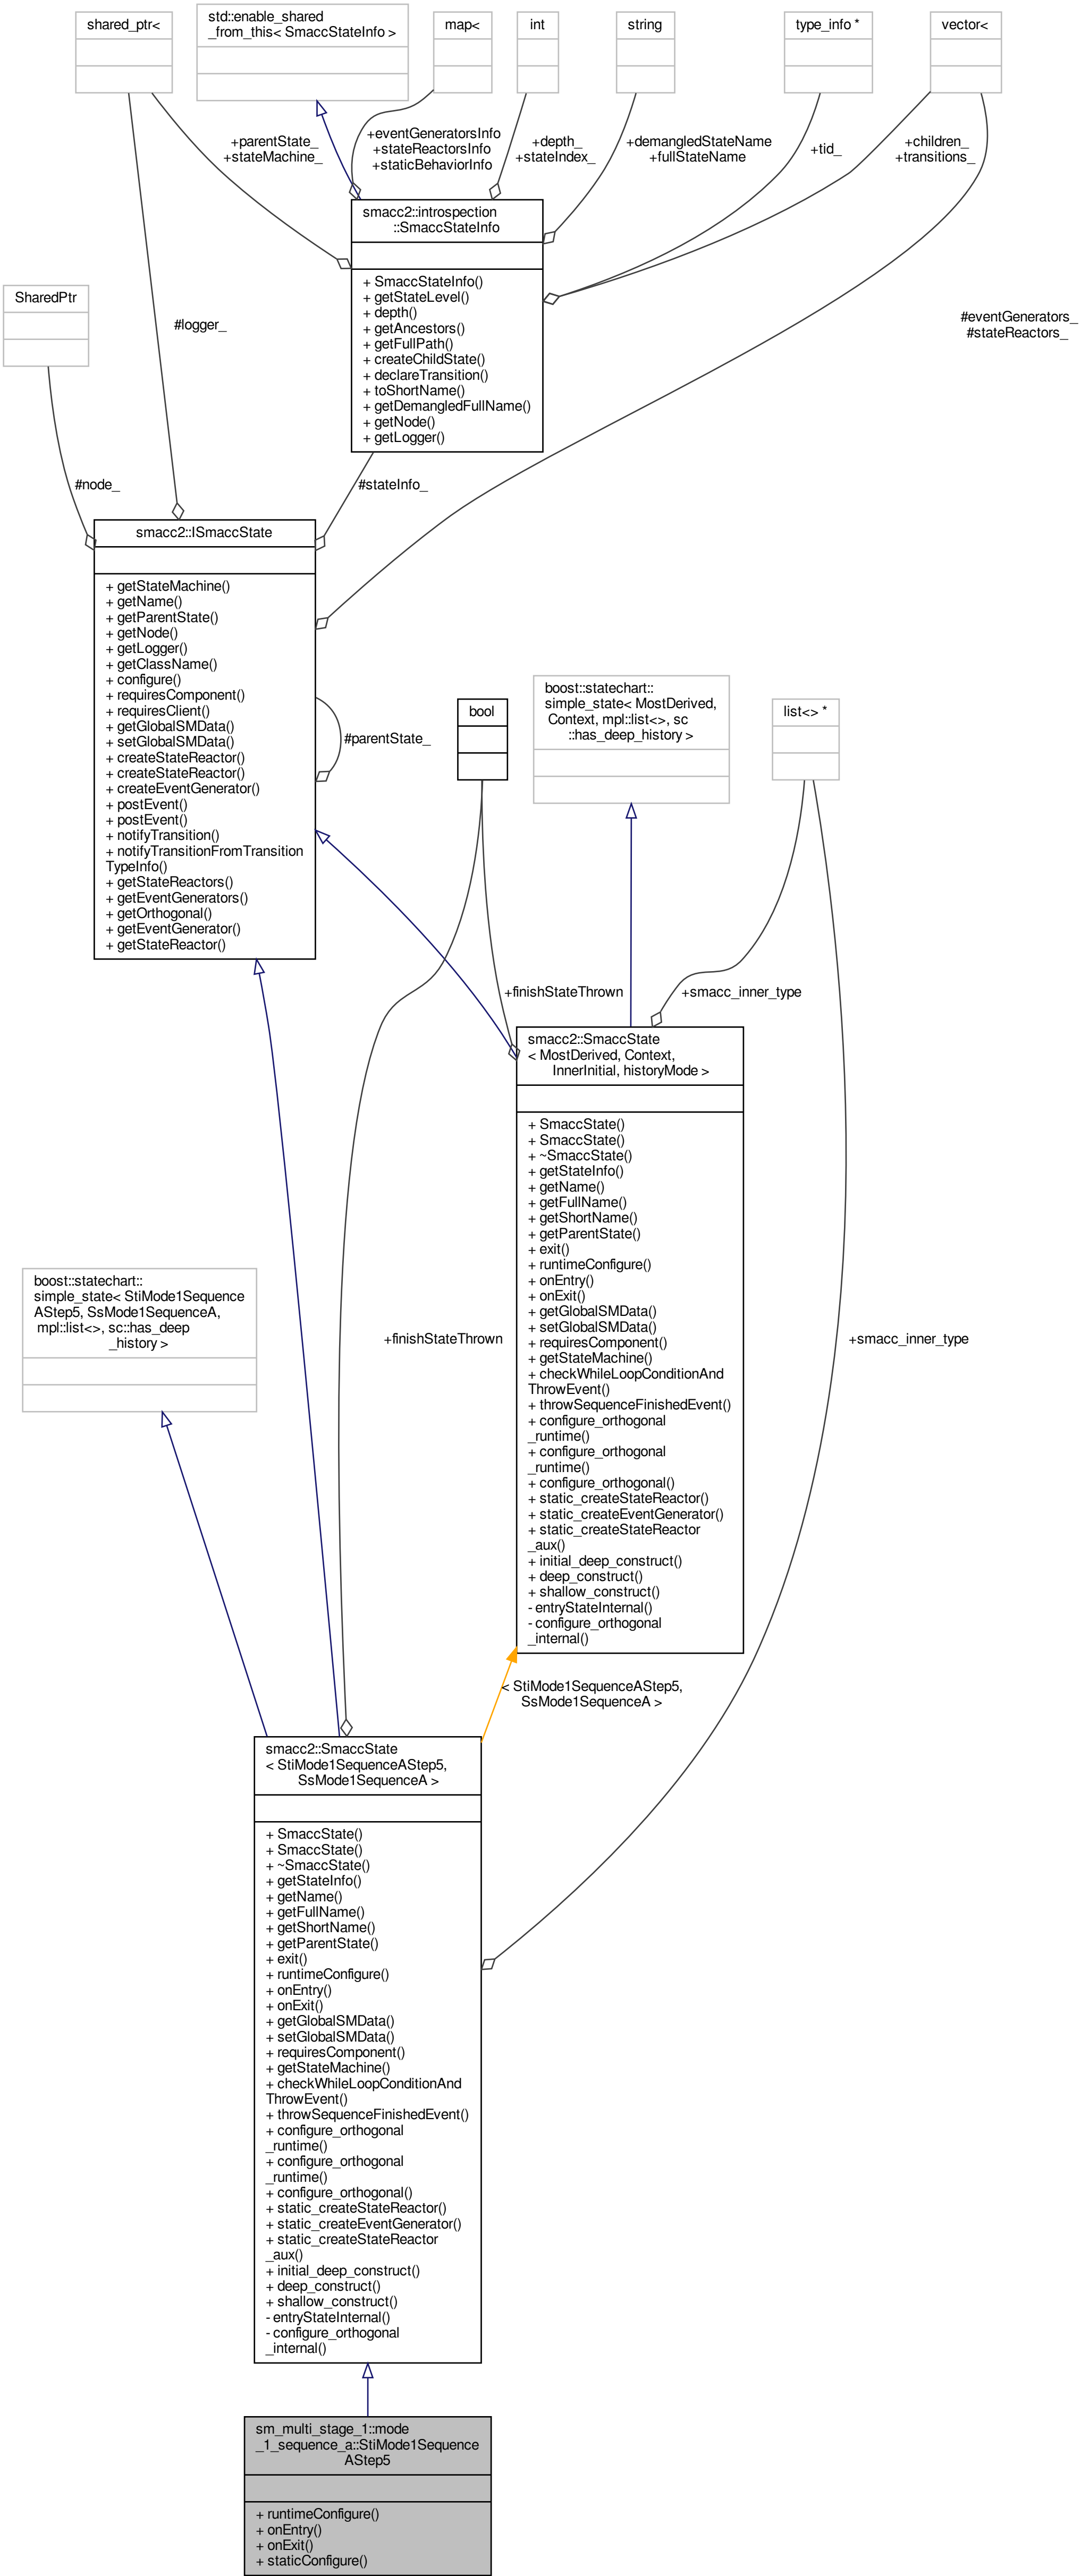 shared_ptr<
std::enable_shared
_from_this< SmaccStateInfo >
map<
int
string
type_info *
vector<
+parentState_
+stateMachine_
+eventGeneratorsInfo
+stateReactorsInfo
+staticBehaviorInfo
+depth_
+stateIndex_
+demangledStateName
+fullStateName
+tid_
+children_
+transitions_
smacc2::introspection
::SmaccStateInfo
+ SmaccStateInfo()
+ getStateLevel()
+ depth()
+ getAncestors()
+ getFullPath()
+ createChildState()
+ declareTransition()
+ toShortName()
+ getDemangledFullName()
+ getNode()
+ getLogger()
SharedPtr
#logger_
#eventGenerators_
#stateReactors_
#node_
#stateInfo_
smacc2::ISmaccState
+ getStateMachine()
+ getName()
+ getParentState()
+ getNode()
+ getLogger()
+ getClassName()
+ configure()
+ requiresComponent()
+ requiresClient()
+ getGlobalSMData()
+ setGlobalSMData()
+ createStateReactor()
+ createStateReactor()
+ createEventGenerator()
+ postEvent()
+ postEvent()
+ notifyTransition()
+ notifyTransitionFromTransition
TypeInfo()
+ getStateReactors()
+ getEventGenerators()
+ getOrthogonal()
+ getEventGenerator()
+ getStateReactor()
#parentState_
bool
boost::statechart::
simple_state< MostDerived,
Context, mpl::list<>, sc
::has_deep_history >
list<> *
+finishStateThrown
+smacc_inner_type
smacc2::SmaccState
< MostDerived, Context,
InnerInitial, historyMode >
+ SmaccState()
+ SmaccState()
+ ~SmaccState()
+ getStateInfo()
+ getName()
+ getFullName()
+ getShortName()
+ getParentState()
+ exit()
+ runtimeConfigure()
+ onEntry()
+ onExit()
+ getGlobalSMData()
+ setGlobalSMData()
+ requiresComponent()
+ getStateMachine()
+ checkWhileLoopConditionAnd
ThrowEvent()
+ throwSequenceFinishedEvent()
+ configure_orthogonal
_runtime()
+ configure_orthogonal
_runtime()
+ configure_orthogonal()
+ static_createStateReactor()
+ static_createEventGenerator()
+ static_createStateReactor
_aux()
+ initial_deep_construct()
+ deep_construct()
+ shallow_construct()
- entryStateInternal()
- configure_orthogonal
_internal()
boost::statechart::
simple_state< StiMode1Sequence
AStep5, SsMode1SequenceA,
mpl::list<>, sc::has_deep
_history >
+finishStateThrown
+smacc_inner_type
< StiMode1SequenceAStep5,
SsMode1SequenceA >
smacc2::SmaccState
< StiMode1SequenceAStep5,
SsMode1SequenceA >
+ SmaccState()
+ SmaccState()
+ ~SmaccState()
+ getStateInfo()
+ getName()
+ getFullName()
+ getShortName()
+ getParentState()
+ exit()
+ runtimeConfigure()
+ onEntry()
+ onExit()
+ getGlobalSMData()
+ setGlobalSMData()
+ requiresComponent()
+ getStateMachine()
+ checkWhileLoopConditionAnd
ThrowEvent()
+ throwSequenceFinishedEvent()
+ configure_orthogonal
_runtime()
+ configure_orthogonal
_runtime()
+ configure_orthogonal()
+ static_createStateReactor()
+ static_createEventGenerator()
+ static_createStateReactor
_aux()
+ initial_deep_construct()
+ deep_construct()
+ shallow_construct()
- entryStateInternal()
- configure_orthogonal
_internal()
sm_multi_stage_1::mode
_1_sequence_a::StiMode1Sequence
AStep5
+ runtimeConfigure()
+ onEntry()
+ onExit()
+ staticConfigure()